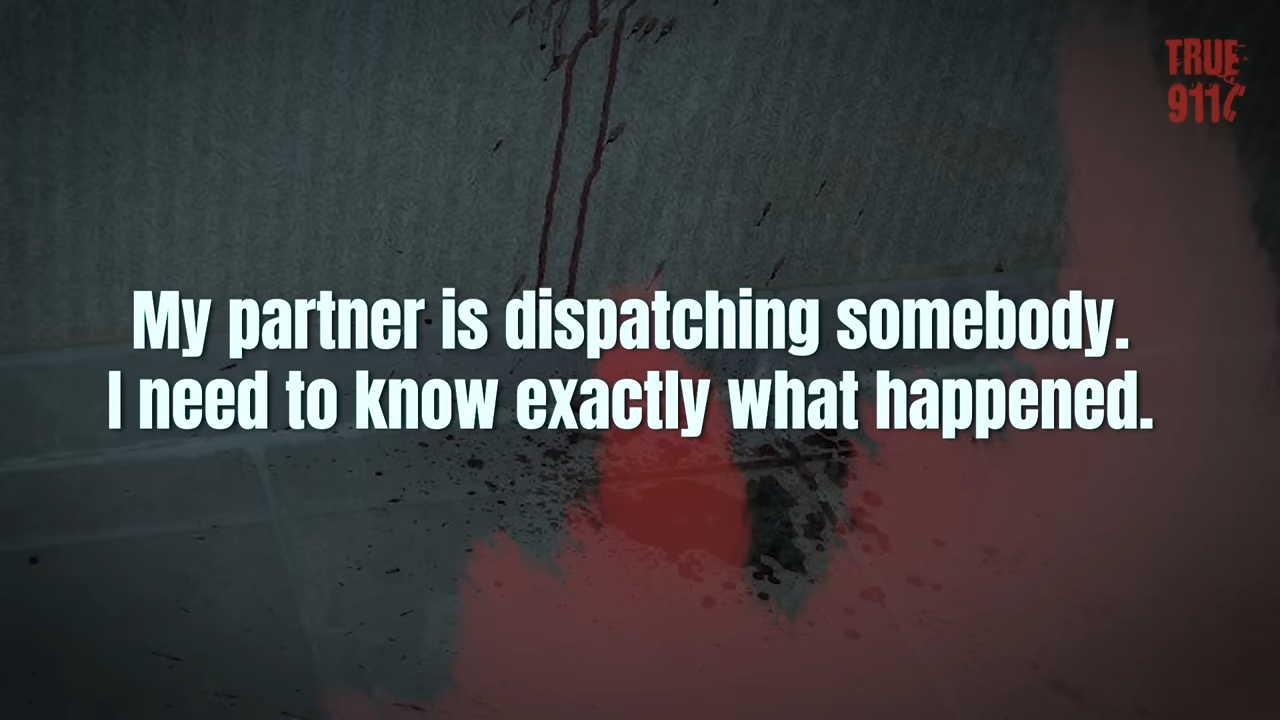 TRUE
911
My partner is dispatching somebody.
I need to know exactly what happened.